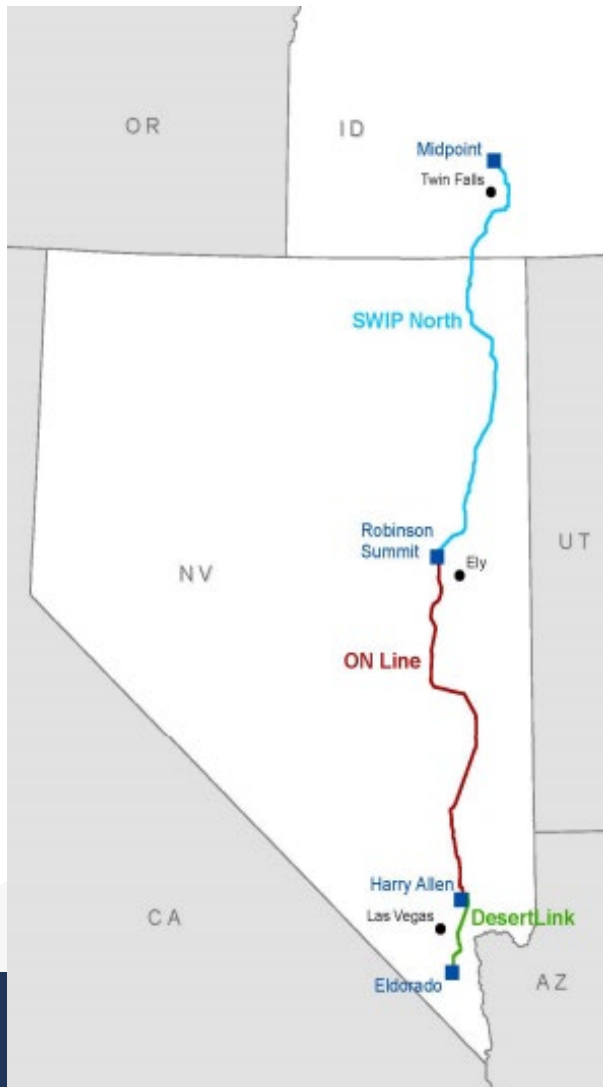 OR
ID
Midpoint
Twin Falls
SWIP North
Robinson
Summit
UT
Ely
NV
ON Line
Harry Allen
Las Vegas
DesertLink
CA
Eldorado
AZ